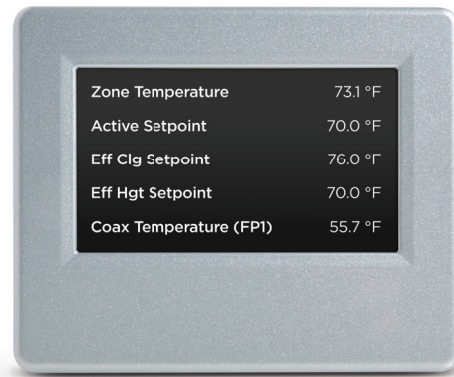 Zone Temperature 73.1 °F
Active Setpoint 70.0 °F
Eff Clg Setpoint 76.0 °F
Eff Hgt Setpoint 70.0 °F
Coax Temperature (FP1) 55.7 °F